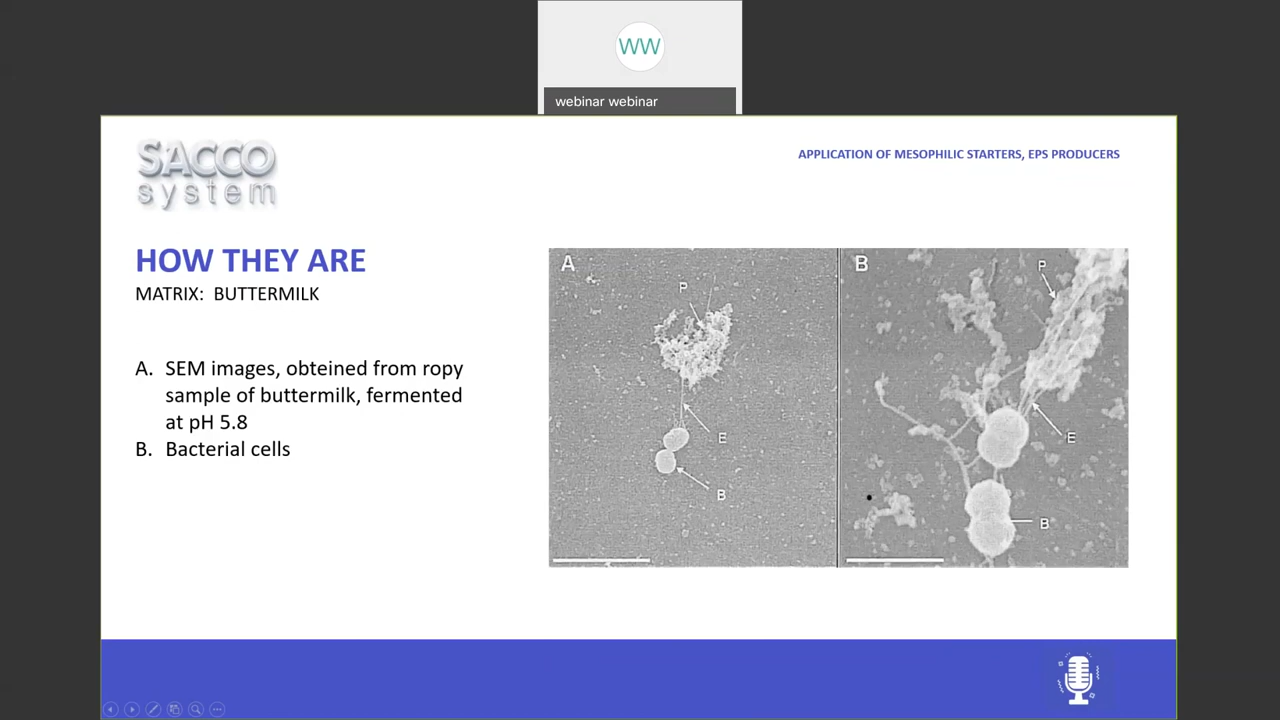 WW
webinar webinar
SACCO
system
APPLICATION OF MESOPHILIC STARTERS, EPS PRODUCERS
HOW THEY ARE
MATRIX: BUTTERMILK
A. SEM images, obteined from ropy
sample of buttermilk, fermented
at pH 5.8
B. Bacterial cells
A
P
E
B
B
P
E
B